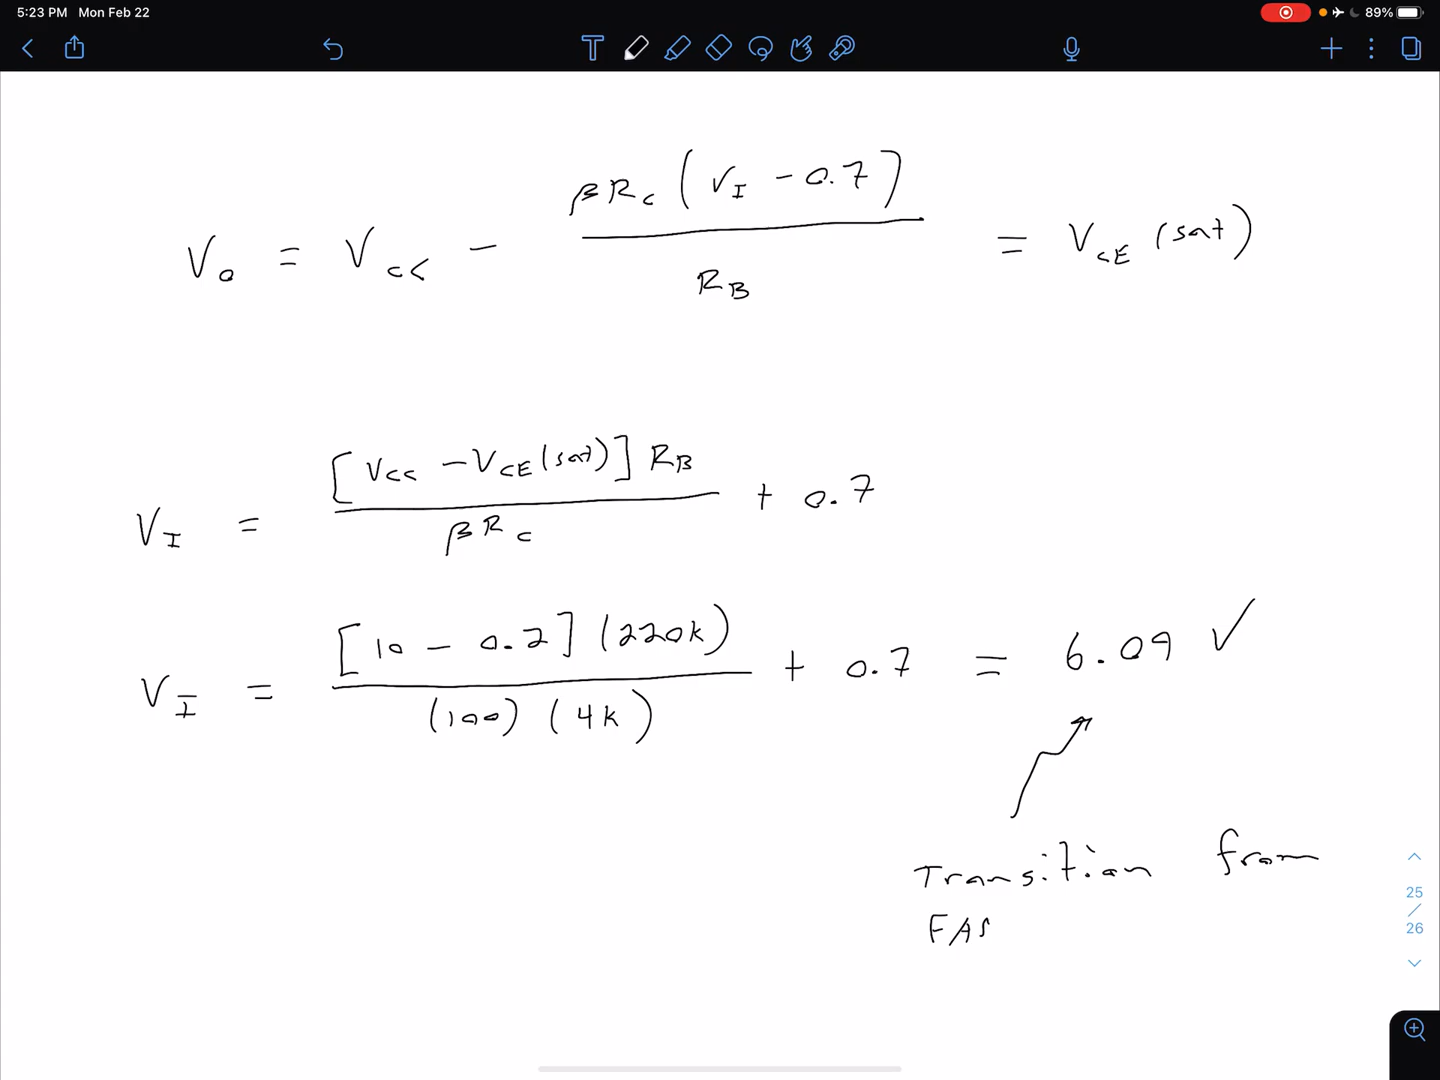 5:23 PM Mon Feb 22
89%
T
V_o = V_cc − βR_c (V_I − 0.7) / R_B = V_CE (sat)
V_I = [V_cc − V_CE (sat)] R_B / βR_c + 0.7
V_I = [10 − 0.2] (220k) / (100) (4k) + 0.7 = 6.09 ✓
Transition from
FAS
25
/
26